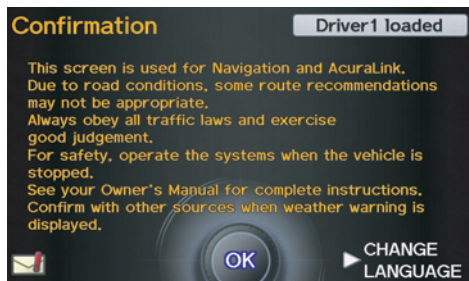 Confirmation
Driver1 loaded
This screen is used for Navigation and AcuraLink.
Due to road conditions, some route recommendations
may not be appropriate.
Always obey all traffic laws and exercise
good judgement.
For safety, operate the systems when the vehicle is
stopped.
See your Owner's Manual for complete instructions.
Confirm with other sources when weather warning is
displayed.
OK
CHANGE
LANGUAGE